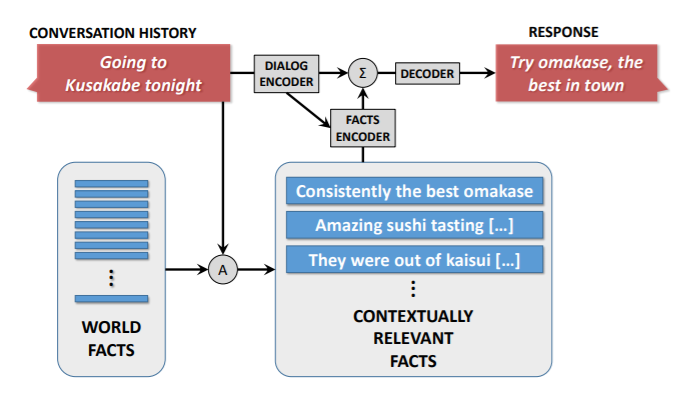 CONVERSATION HISTORY
Going to
Kusakabe tonight
DIALOG
ENCODER
Σ
DECODER
RESPONSE
Try omakase, the
best in town
FACTS
ENCODER
WORLD
FACTS
A
Consistently the best omakase
Amazing sushi tasting […]
They were out of kaisui […]
CONTEXTUALLY
RELEVANT
FACTS